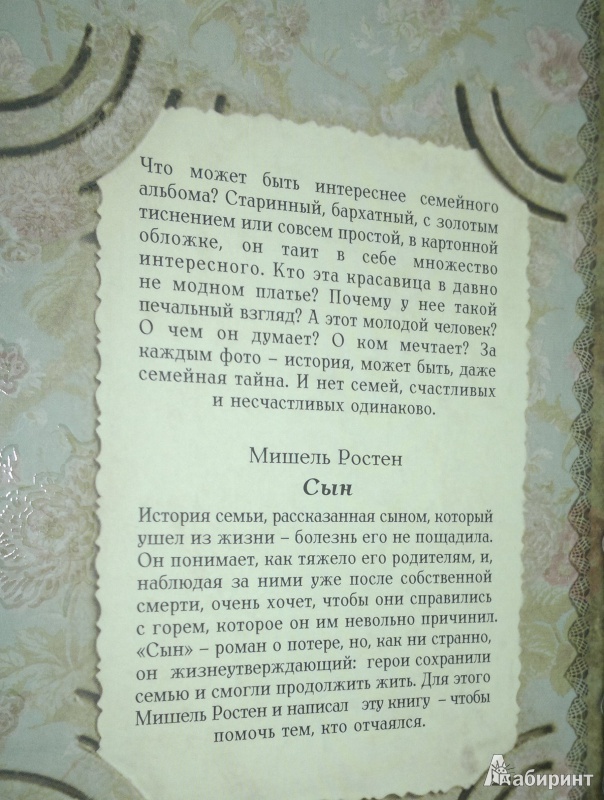 Что может быть интереснее семейного
альбома? Старинный, бархатный, с золотым
тиснением или совсем простой, в картонной
обложке, он таит в себе множество
интересного. Кто эта красавица в давно
не модном платье? Почему у нее такой
печальный взгляд? А этот молодой человек?
О чем он думает? О ком мечтает? За
каждым фото – история, может быть, даже
семейная тайна. И нет семей, счастливых
и несчастливых одинаково.
Мишель Ростен
Сын
История семьи, рассказанная сыном, который
ушел из жизни – болезнь его не пощадила.
Он понимает, как тяжело его родителям, и,
наблюдая за ними уже после собственной
смерти, очень хочет, чтобы они справились
с горем, которое он им невольно причинил.
«Сын» – роман о потере, но, как ни странно,
он жизнеутверждающий: герои сохранили
семью и смогли продолжить жить. Для этого
Мишель Ростен и написал эту книгу – чтобы
помочь тем, кто отчаялся.
Лабиринт